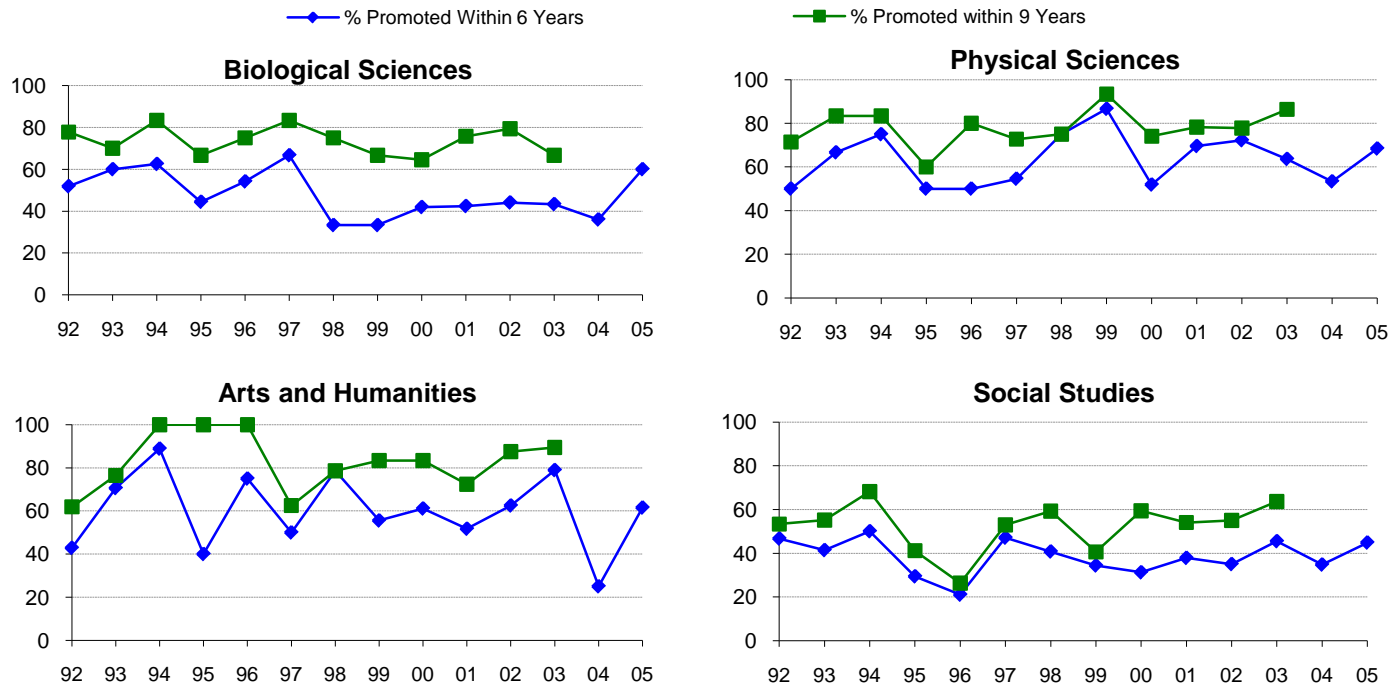 % Promoted Within 6 Years
% Promoted within 9 Years
Biological Sciences
100
80
60
40
20
0
92 93 94 95 96 97 98 99 00 01 02 03 04 05
Physical Sciences
100
80
60
40
20
0
92 93 94 95 96 97 98 99 00 01 02 03 04 05
Arts and Humanities
100
80
60
40
20
0
92 93 94 95 96 97 98 99 00 01 02 03 04 05
Social Studies
100
80
60
40
20
0
92 93 94 95 96 97 98 99 00 01 02 03 04 05